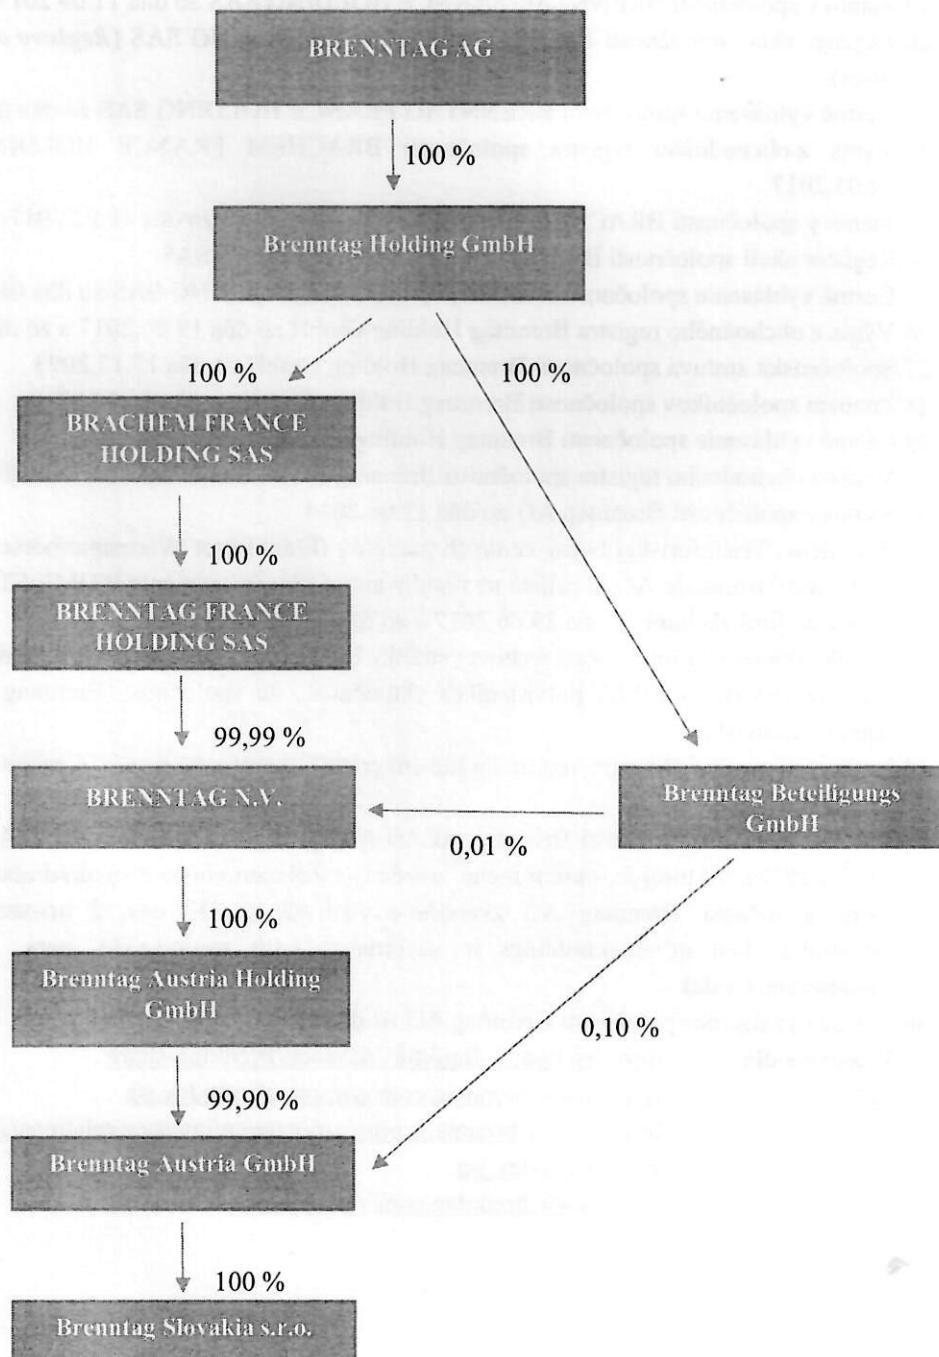 BRENNTAG AG
100 %
Brenntag Holding GmbH
100 %
100 %
BRACHEM FRANCE
HOLDING SAS
100 %
BRENNTAG FRANCE
HOLDING SAS
99,99 %
BRENNTAG N.V.
Brenntag Beteiligungs
GmbH
0,01 %
100 %
Brenntag Austria Holding
GmbH
0,10 %
99,90 %
Brenntag Austria GmbH
100 %
Brenntag Slovakia s.r.o.